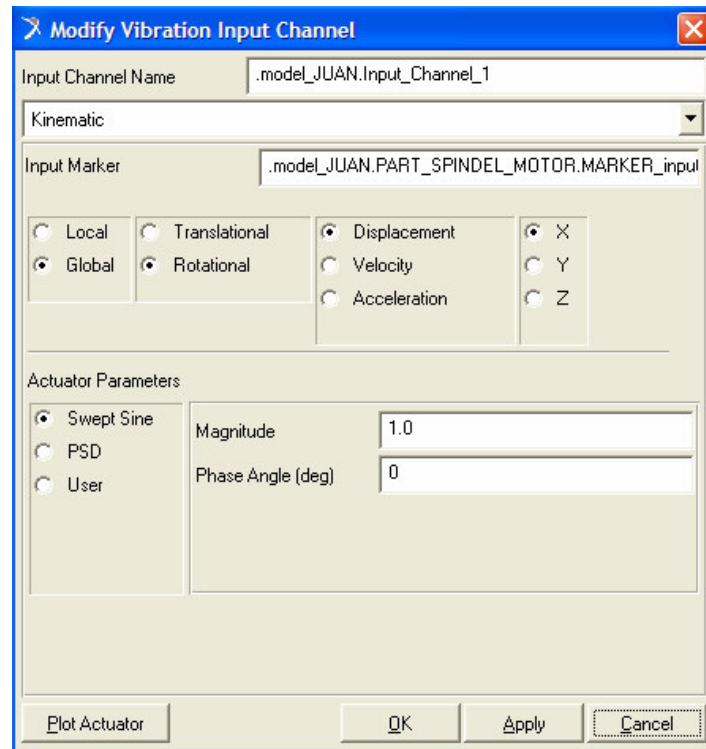 Modify Vibration Input Channel
Input Channel Name .model_JUAN.Input_Channel_1
Kinematic
Input Marker .model_JUAN.PART_SPINDEL_MOTOR.MARKER_input
Local Translational Displacement X
Global Rotational Velocity Y
Acceleration Z
Actuator Parameters
Swept Sine
Magnitude 1.0
PSD
Phase Angle (deg) 0
User
Plot Actuator OK Apply Cancel